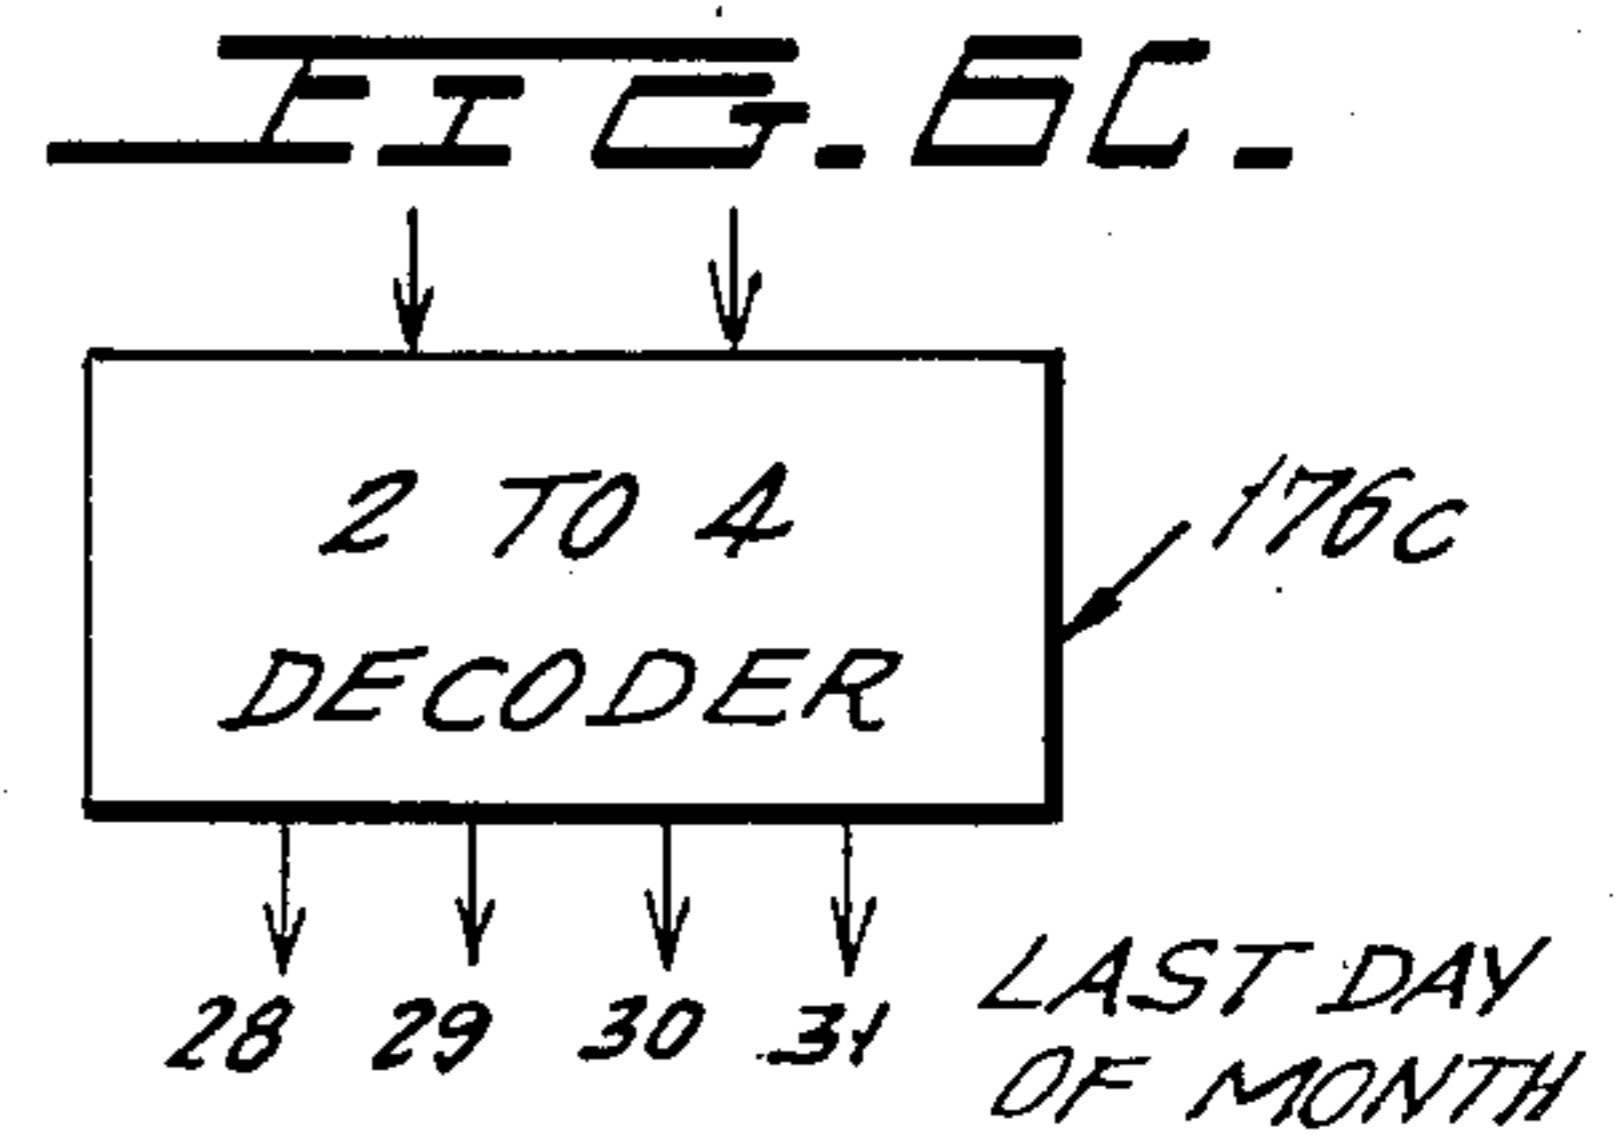 FIG. 6C.
2 TO 4
DECODER
176c
28 29 30 31 LAST DAY
OF MONTH